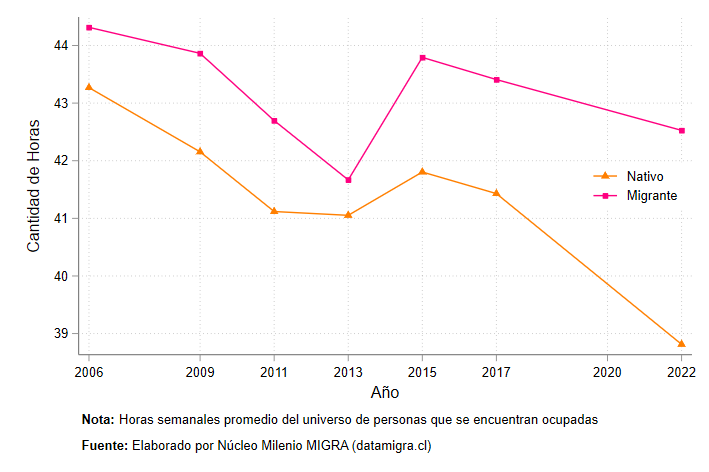 44
43
42
41
40
39
Cantidad de Horas
Nativo
Migrante
2006 2009 2011 2013 2015 2017 2020 2022
Año
Nota: Horas semanales promedio del universo de personas que se encuentran ocupadas
Fuente: Elaborado por Núcleo Milenio MIGRA (datamigra.cl)